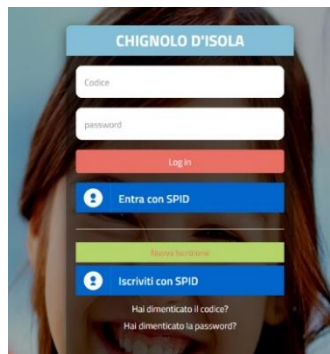 CHIGNOLO D'ISOLA
Codice
password
Log in
Entra con SPID
Nuova Iscrizione
Iscriviti con SPID
Hai dimenticato il codice?
Hai dimenticato la password?